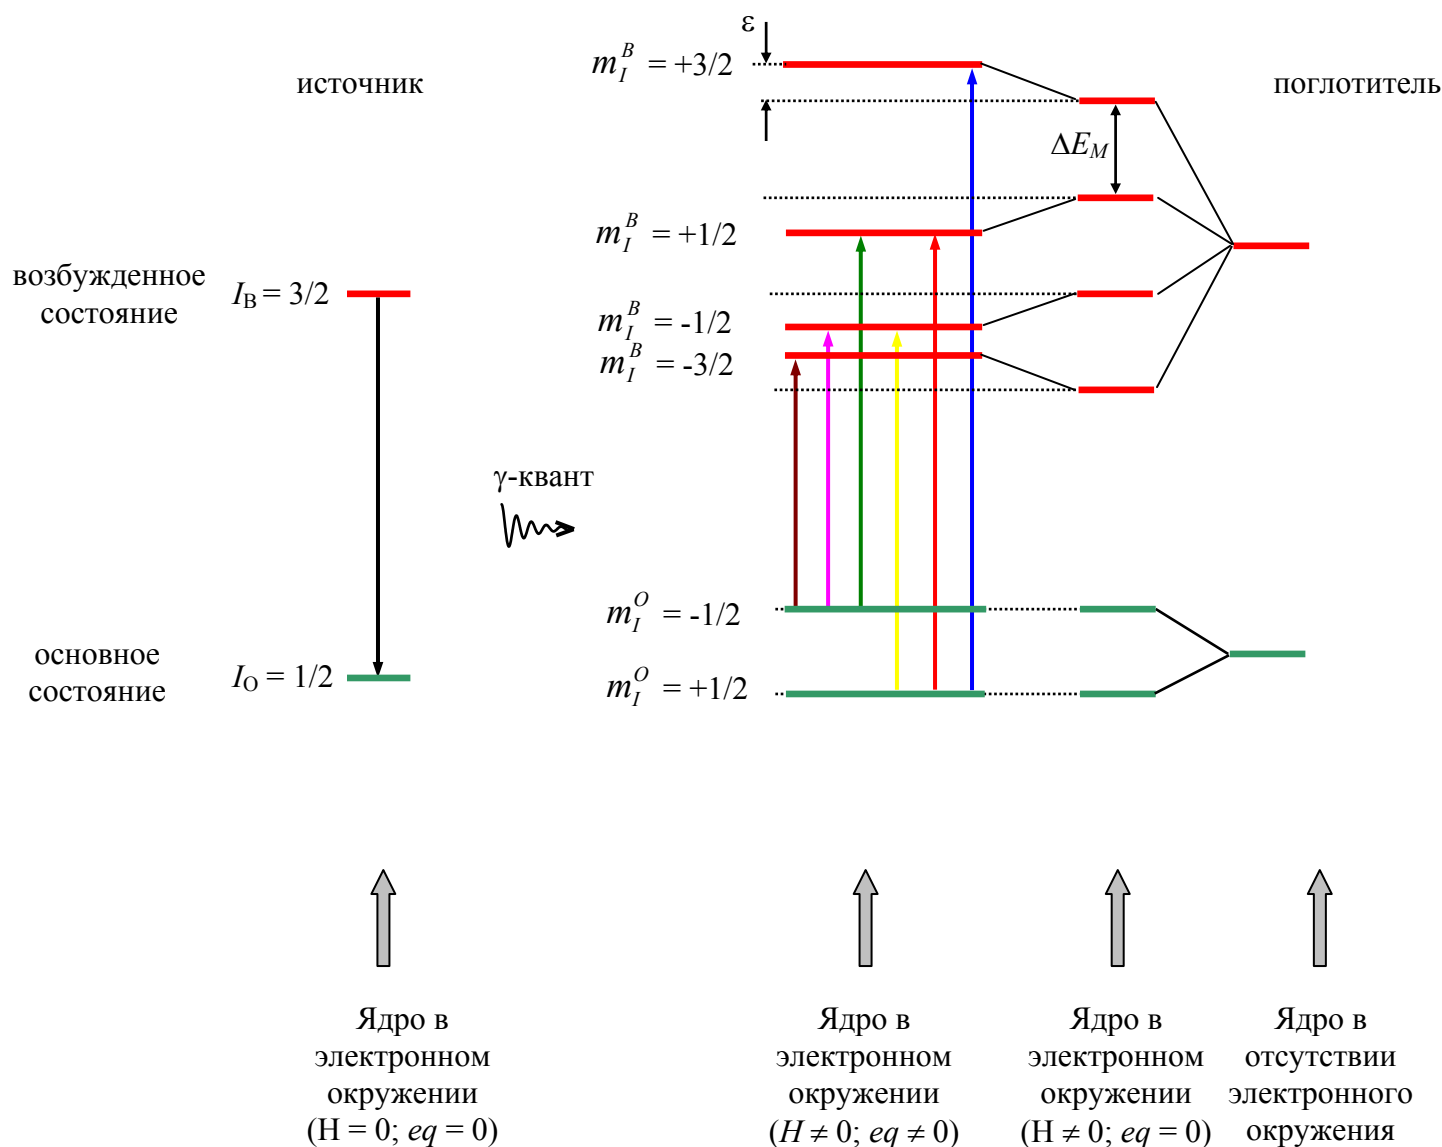 ε
m_I^B = +3/2
источник
поглотитель
ΔE_M
m_I^B = +1/2
возбужденное
состояние
I_B = 3/2
m_I^B = -1/2
m_I^B = -3/2
γ-квант
m_I^O = -1/2
основное
состояние
I_O = 1/2
m_I^O = +1/2
Ядро в
электронном
окружении
(H = 0; eq = 0)
Ядро в
электронном
окружении
(H ≠ 0; eq ≠ 0)
Ядро в
электронном
окружении
(H ≠ 0; eq = 0)
Ядро в
отсутствии
электронного
окружения